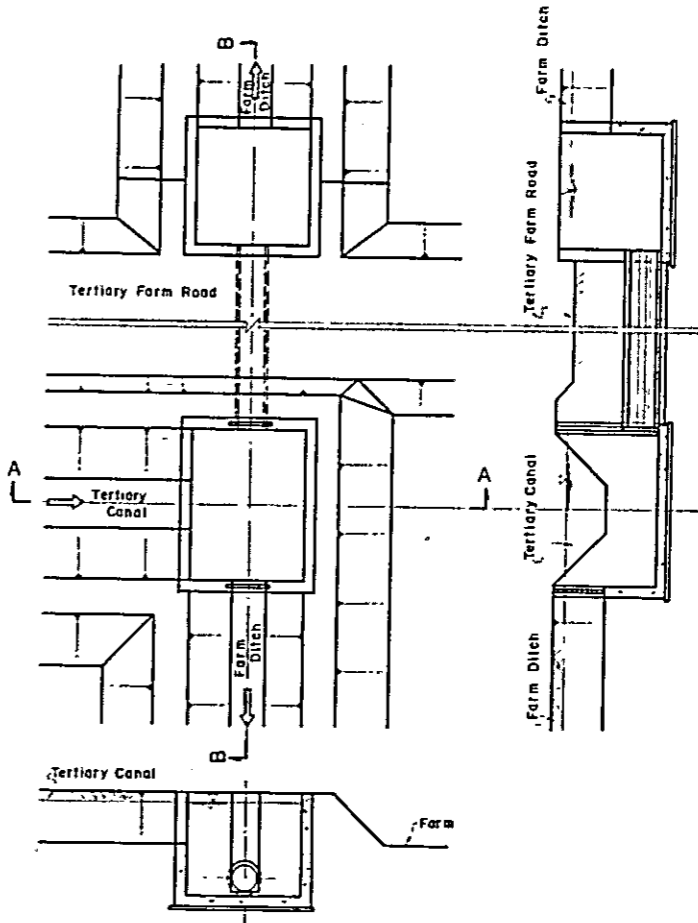 B
Farm
Ditch
Farm Ditch
Tertiary Farm Road
Tertiary Farm Road
A
A
Tertiary
Canal
Tertiary Canal
Farm
Ditch
Farm Ditch
B
Tertiary Canal
Farm